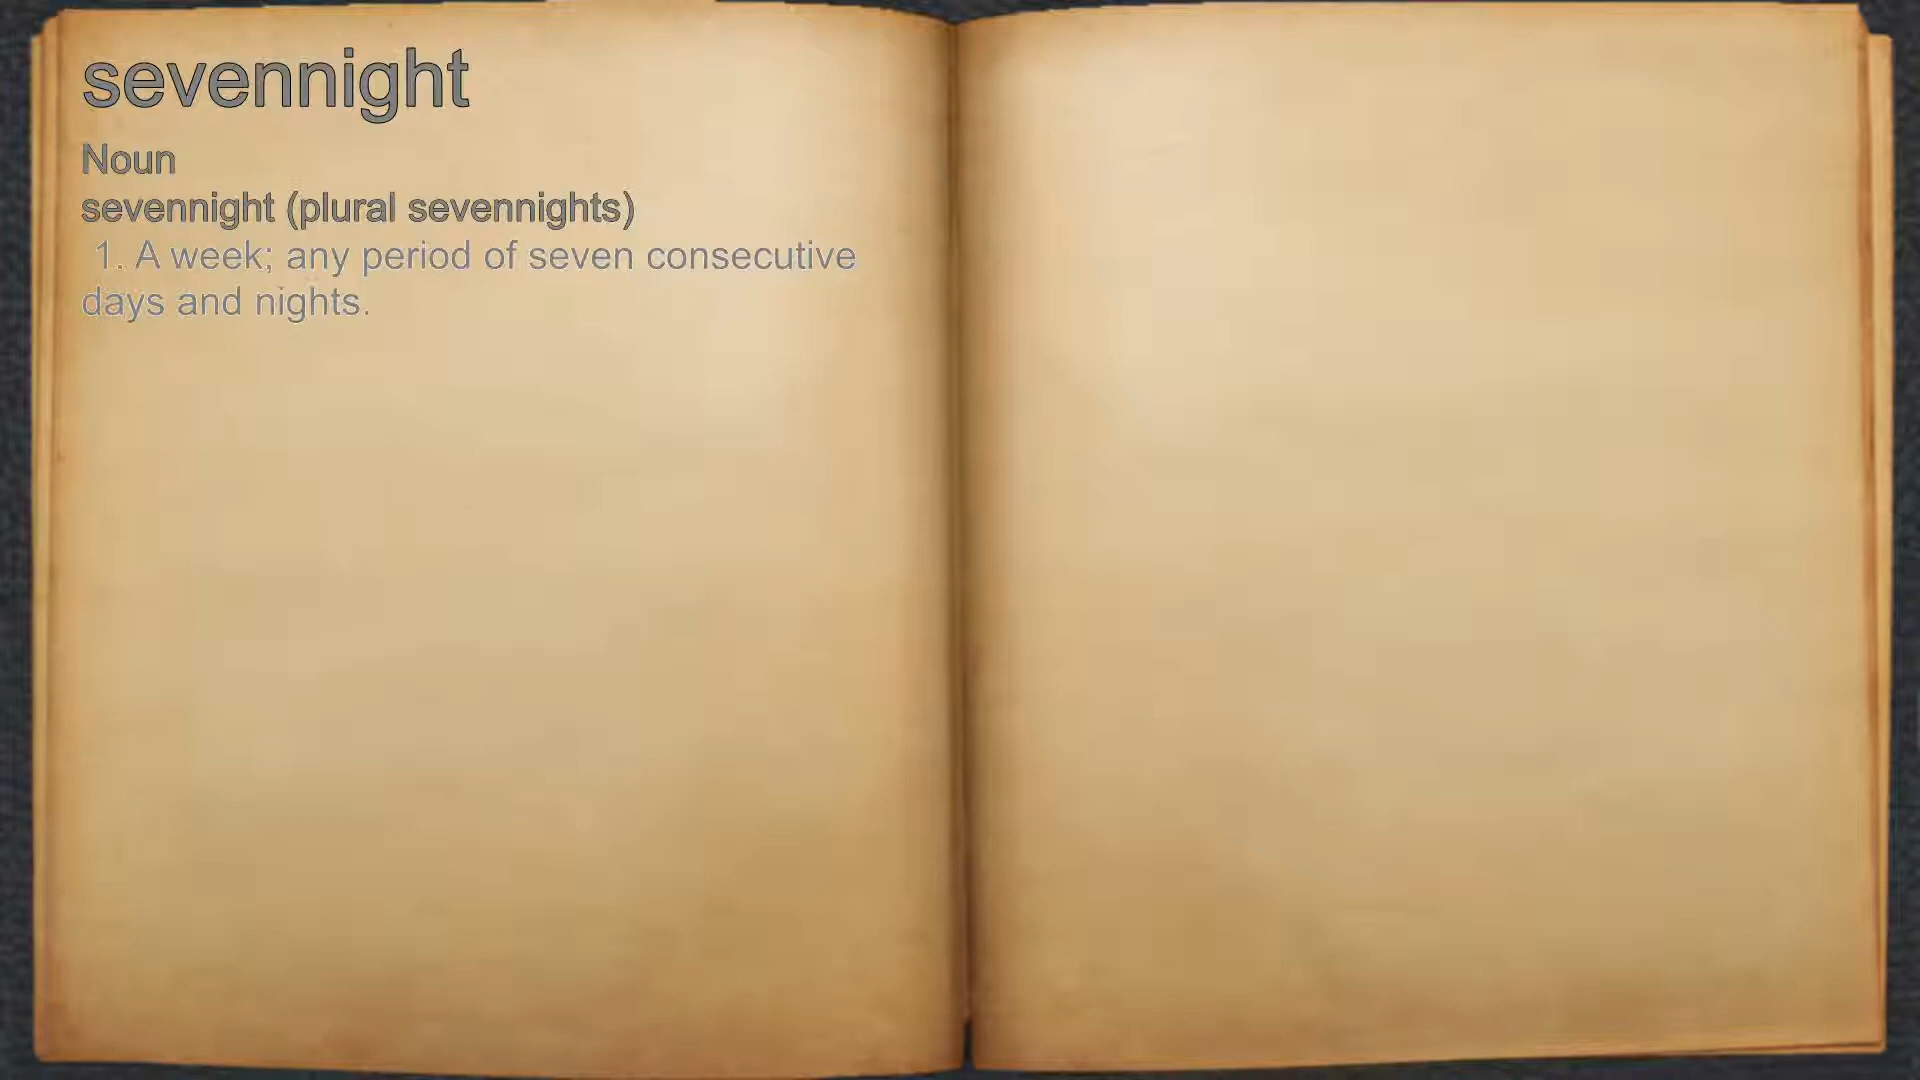 sevennight
Noun
sevennight (plural sevennights)
1. A week; any period of seven consecutive
days and nights.